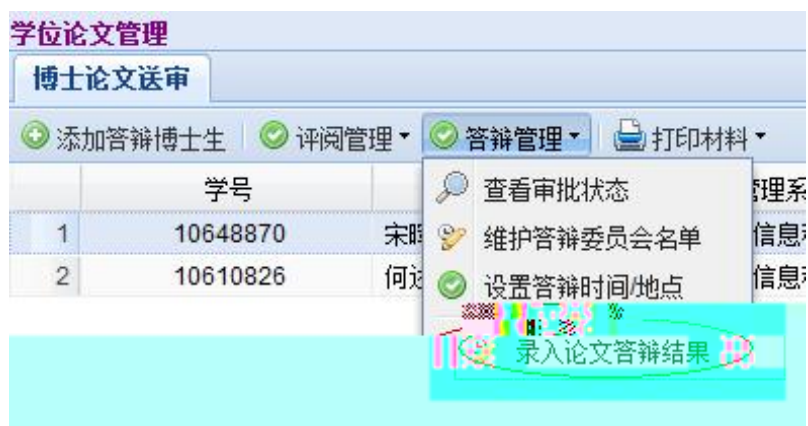 学位论文管理
博士论文送审
添加答辩博士生 评阅管理 答辩管理 打印材料
学号
查看审批状态
管理系
1 10648870 宋
维护答辩委员会名单
信息
2 10610826 何
设置答辩时间/地点
信息
录入论文答辩结果